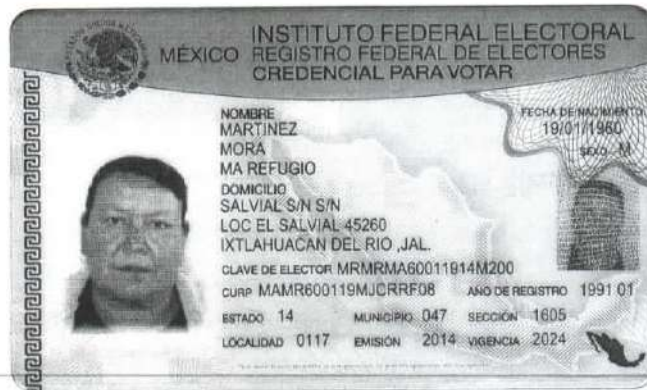 INSTITUTO FEDERAL ELECTORAL
MÉXICO REGISTRO FEDERAL DE ELECTORES
CREDENCIAL PARA VOTAR
NOMBRE
MARTINEZ
MORA
MA REFUGIO
FECHA DE NACIMIENTO
19/01/1960
SEXO M
DOMICILIO
SALVIAL S/N S/N
LOC EL SALVIAL 45260
IXTLAHUACAN DEL RIO ,JAL.
CLAVE DE ELECTOR MRMRMA60011914M200
CURP MAMR600119MJCRRF08 AÑO DE REGISTRO 1991 01
ESTADO 14 MUNICIPIO 047 SECCIÓN 1605
LOCALIDAD 0117 EMISIÓN 2014 VIGENCIA 2024